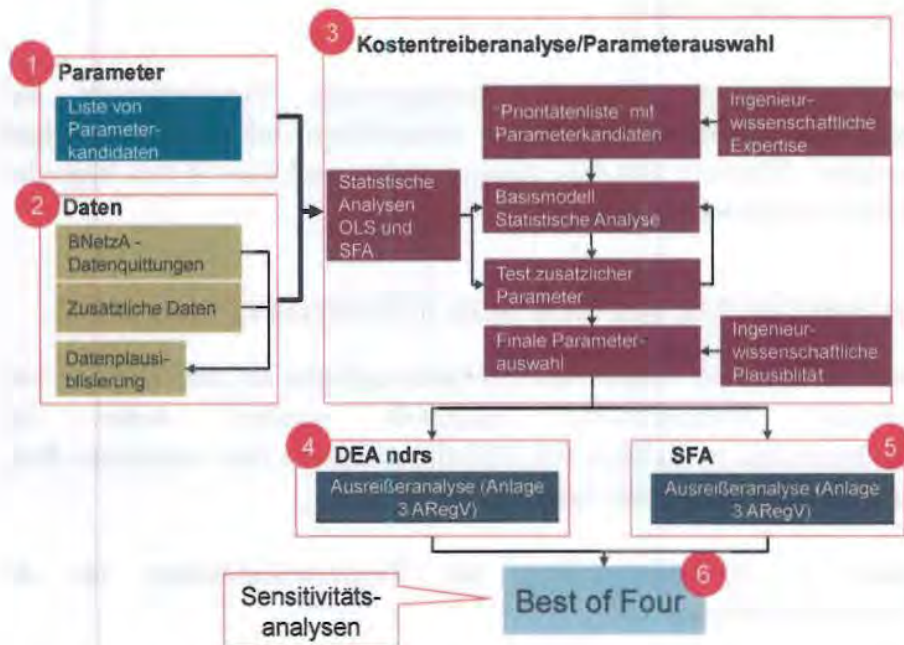 1
Parameter
Liste von
Parameter-
kandidaten
2
Daten
BNetzA -
Datenquittungen
Zusätzliche Daten
Datenplausi-
blisierung
3
Kostentreiberanalyse/Parameterauswahl
Statistische
Analysen
OLS und
SFA
"Prioritätenliste" mit
Parameterkandiaten
Ingenieur-
wissenschaftliche
Expertise
Basismodell
Statistische Analyse
Test zusätzlicher
Parameter
Finale Parameter-
auswahl
Ingenieur-
wissenschaftliche
Plausiblität
4
DEA ndrs
Ausreißeranalyse (Anlage
3 ARegV)
5
SFA
Ausreißeranalyse (Anlage
3 ARegV)
6
Best of Four
Sensitivitäts-
analysen